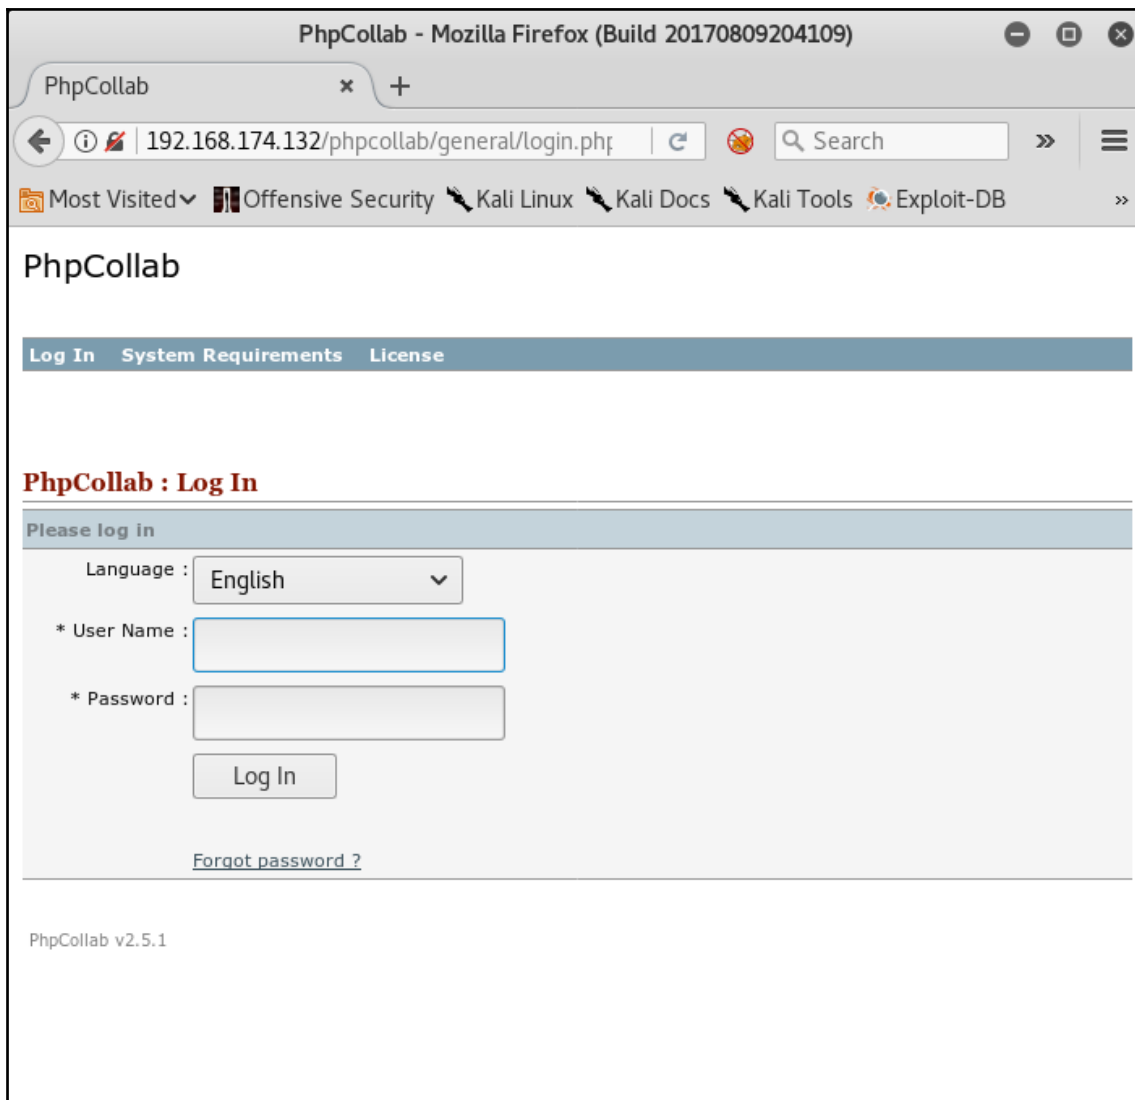 PhpCollab - Mozilla Firefox (Build 20170809204109)
PhpCollab
192.168.174.132/phpcollab/general/login.php
Search
Most Visited Offensive Security Kali Linux Kali Docs Kali Tools Exploit-DB
PhpCollab
Log In System Requirements License
PhpCollab : Log In
Please log in
Language : English
* User Name :
* Password :
Log In
Forgot password ?
PhpCollab v2.5.1